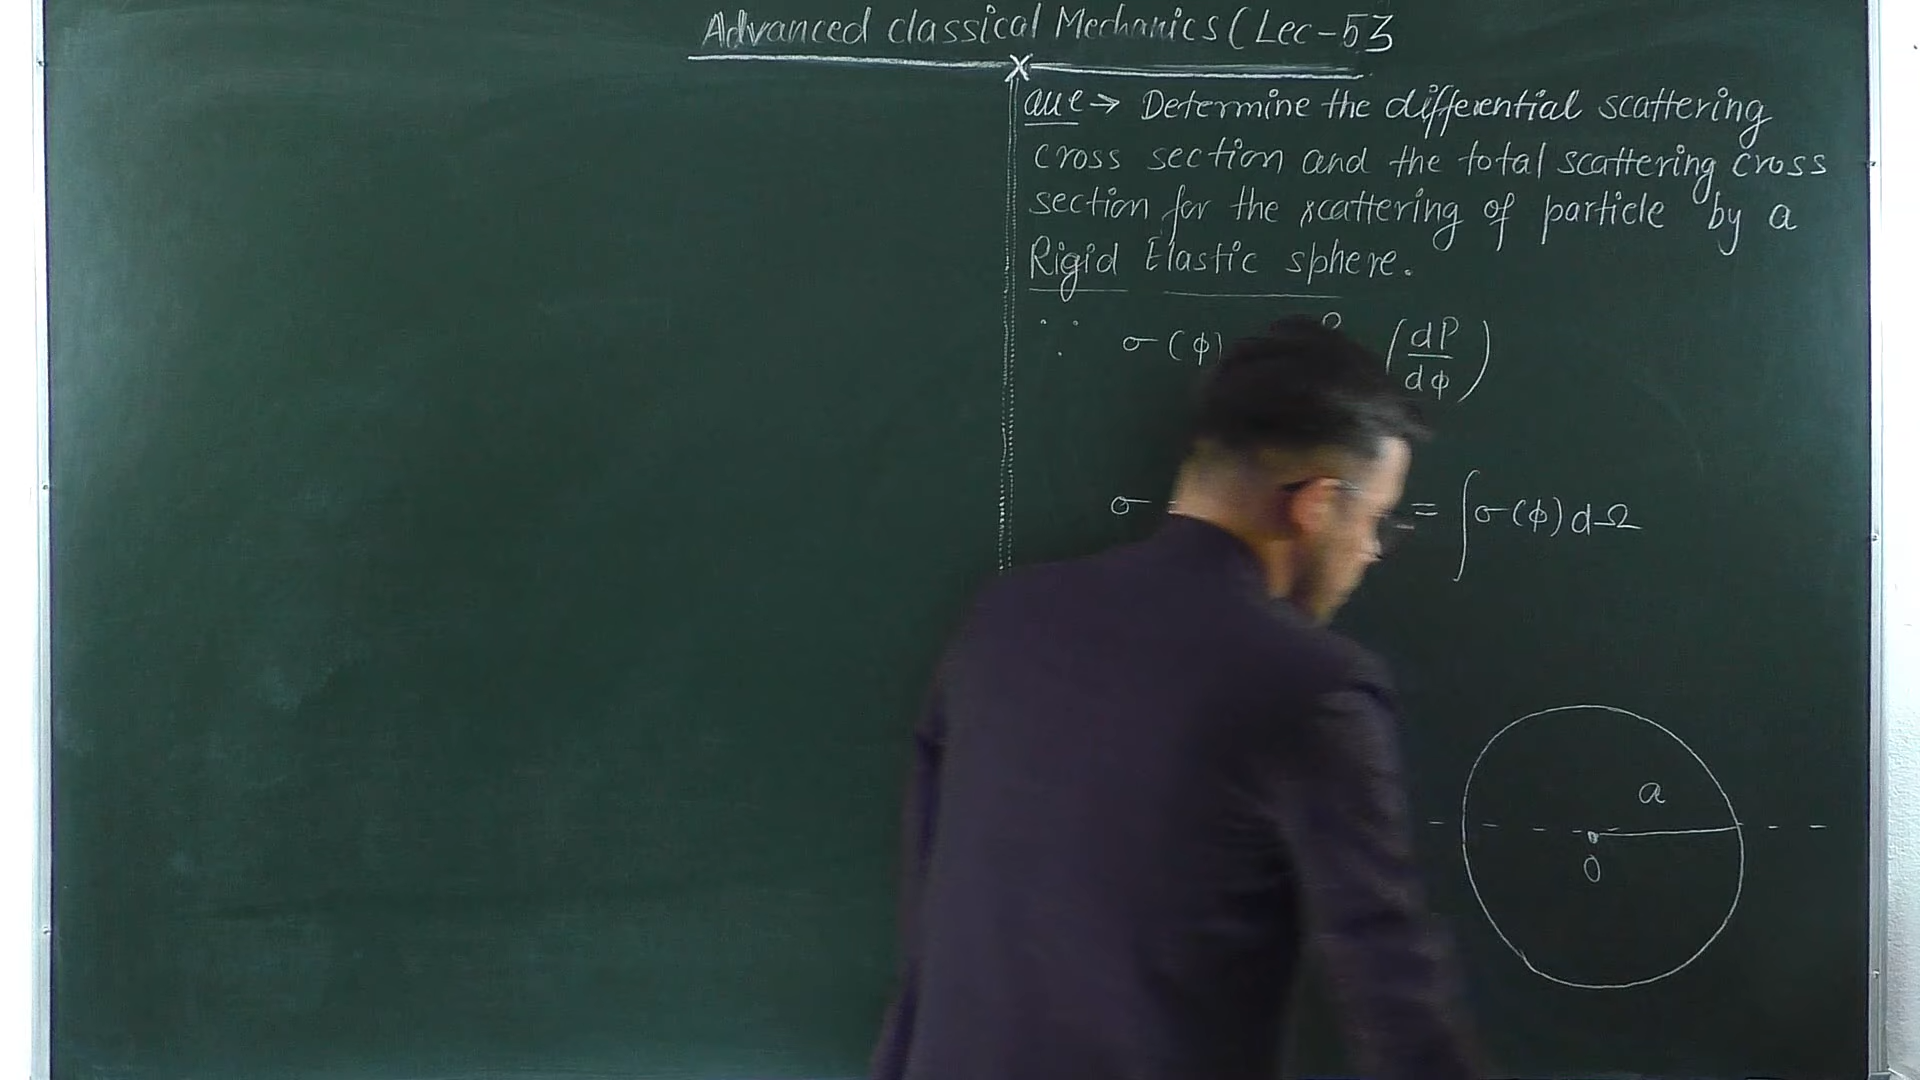 Advanced classical Mechanics (Lec-53
Que → Determine the differential scattering
cross section and the total scattering cross
section for the scattering of particle by a
Rigid Elastic sphere.
∵ σ(ϕ) (dP/dϕ)
σ = ∫σ(ϕ)dΩ
a
O